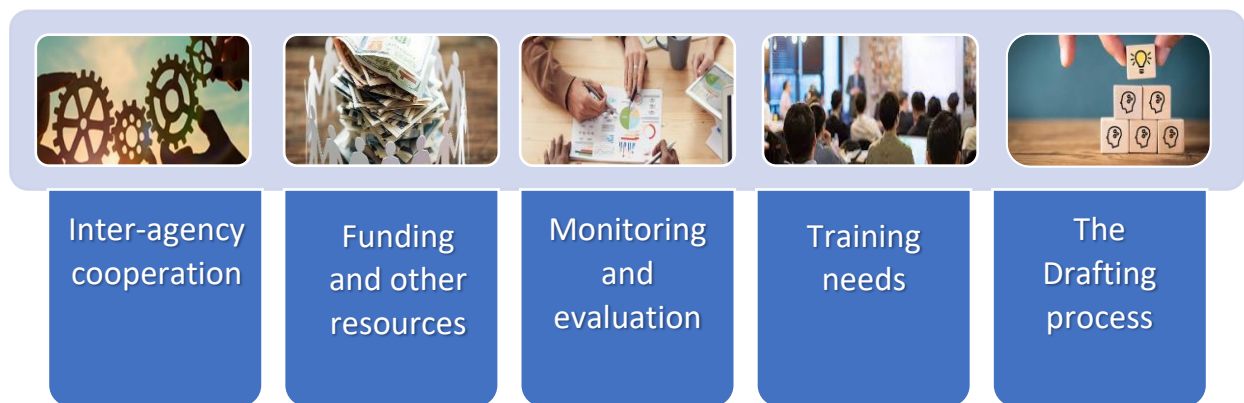 Inter-agency
cooperation
Funding
and other
resources
Monitoring
and
evaluation
Training
needs
The
Drafting
process